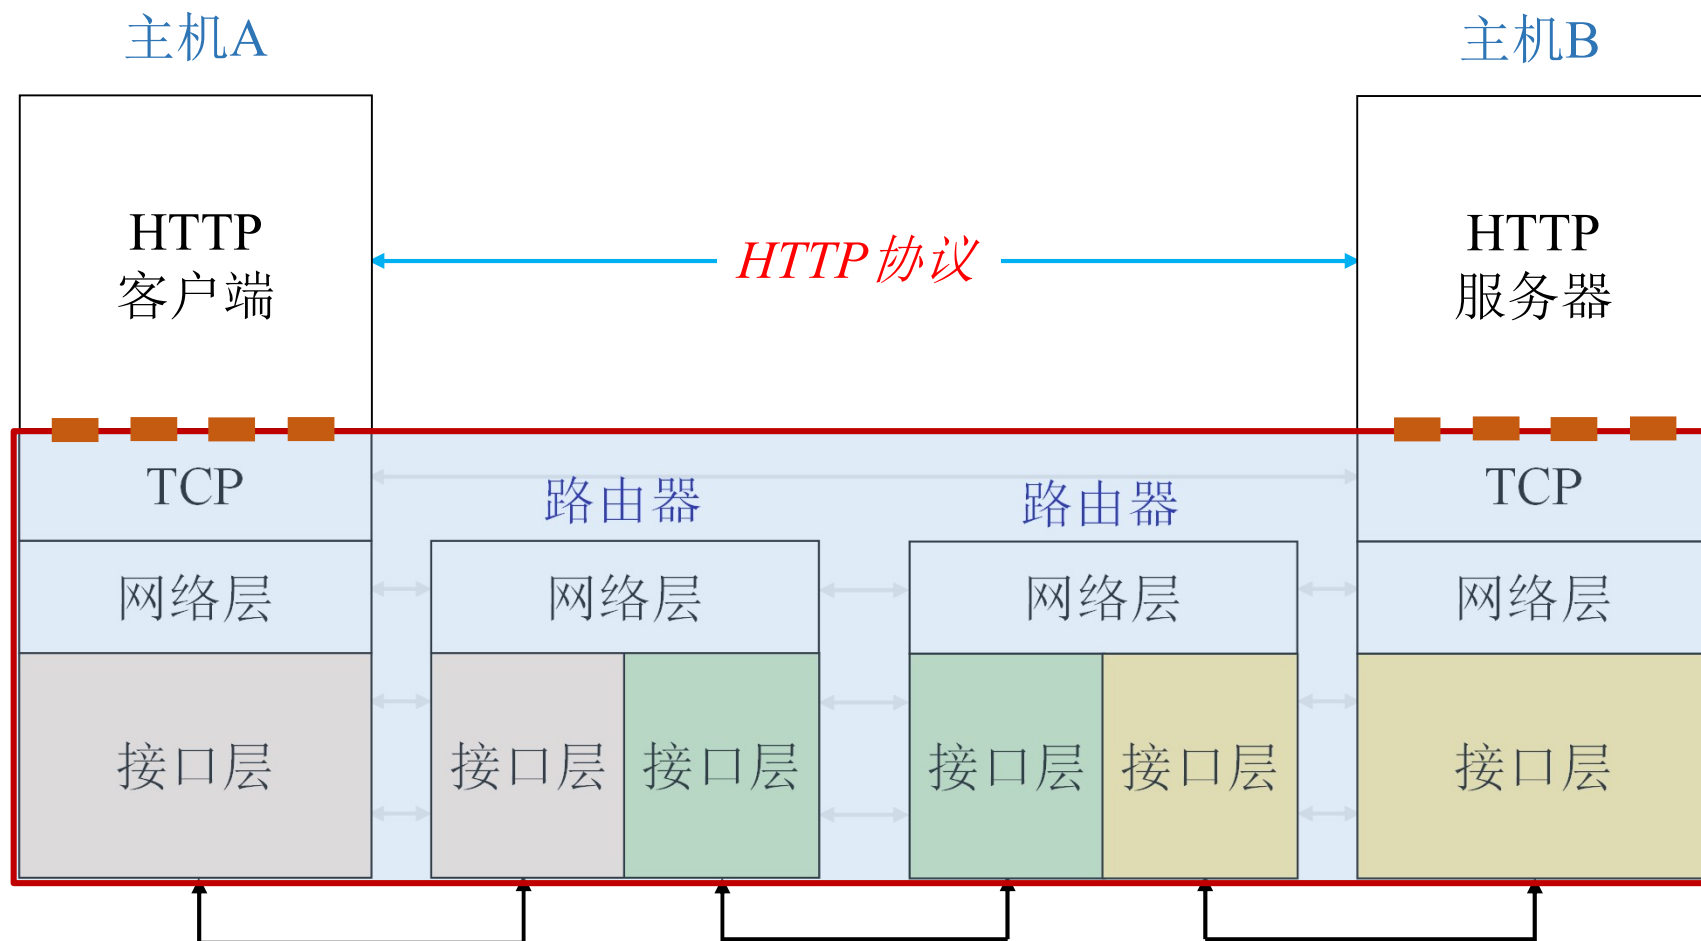 主机A
主机B
HTTP
客户端
HTTP协议
HTTP
服务器
TCP
路由器
路由器
TCP
网络层
网络层
网络层
网络层
接口层
接口层
接口层
接口层
接口层
接口层